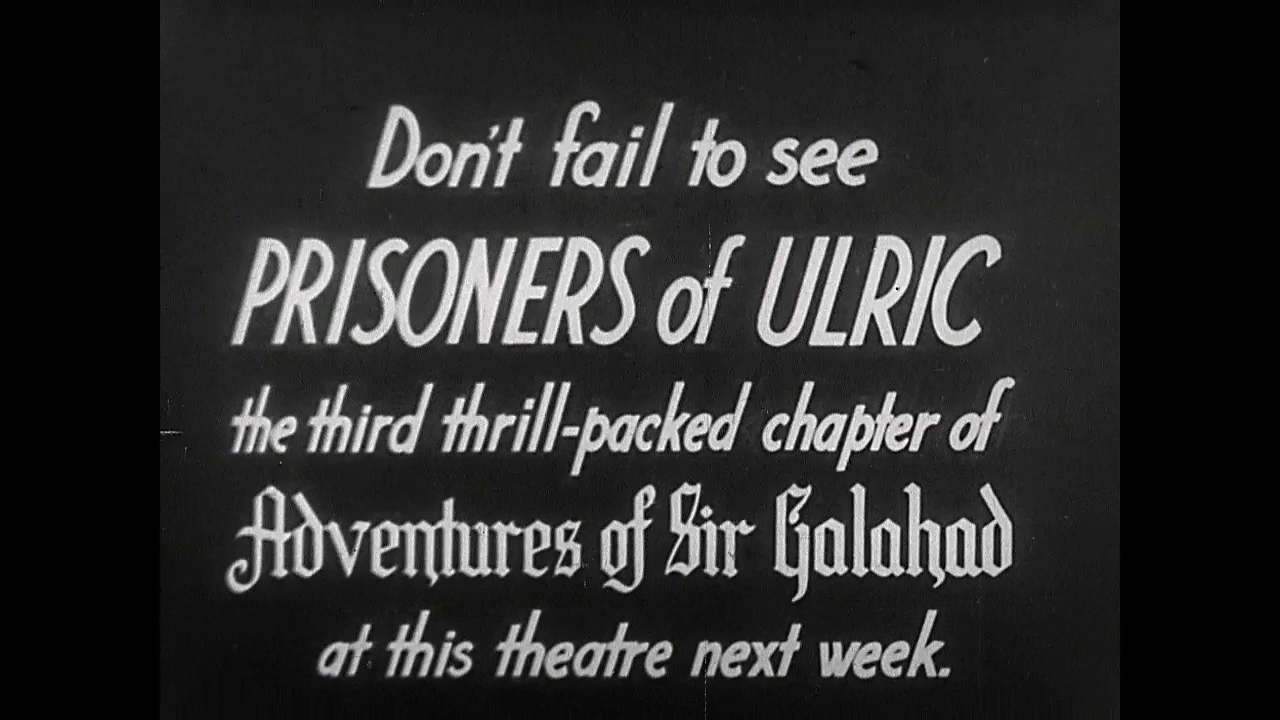 Don't fail to see
PRISONERS of ULRIC
the third thrill-packed chapter of
Adventures of Sir Galahad
at this theatre next week.